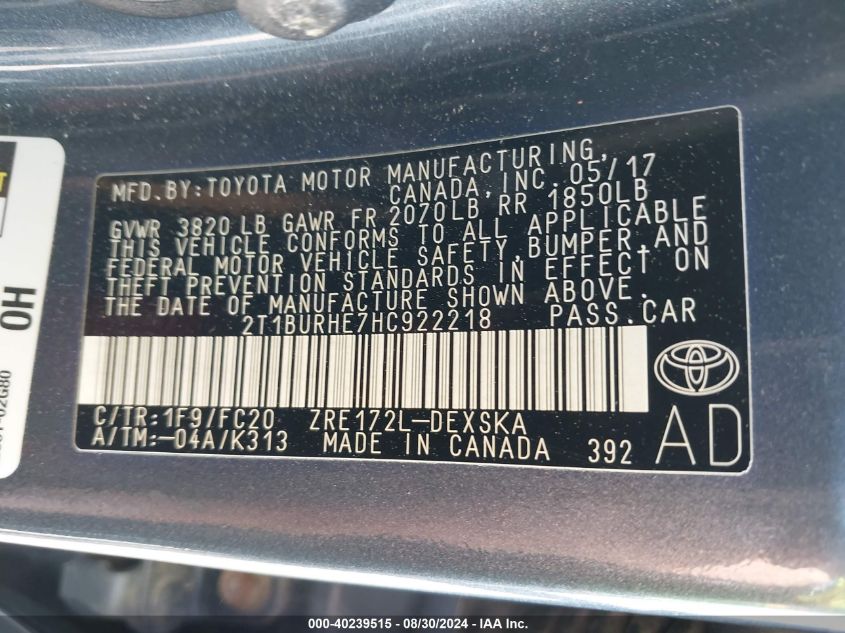 MFD.BY:TOYOTA MOTOR MANUFACTURING,
CANADA,INC. 05/17
GVWR 3820 LB GAWR FR 2070LB RR 1850LB
THIS VEHICLE CONFORMS TO ALL APPLICABLE
FEDERAL MOTOR VEHICLE SAFETY,BUMPER,AND
THEFT PREVENTION STANDARDS IN EFFECT ON
THE DATE OF MANUFACTURE SHOWN ABOVE.
2T1BURHE7HC922218 PASS.CAR
C/TR:1F9/FC20 ZRE172L-DEXSKA
A/TM:-04A/K313 MADE IN CANADA 392
AD
OH
000-40239515 - 08/30/2024 - IAA Inc.